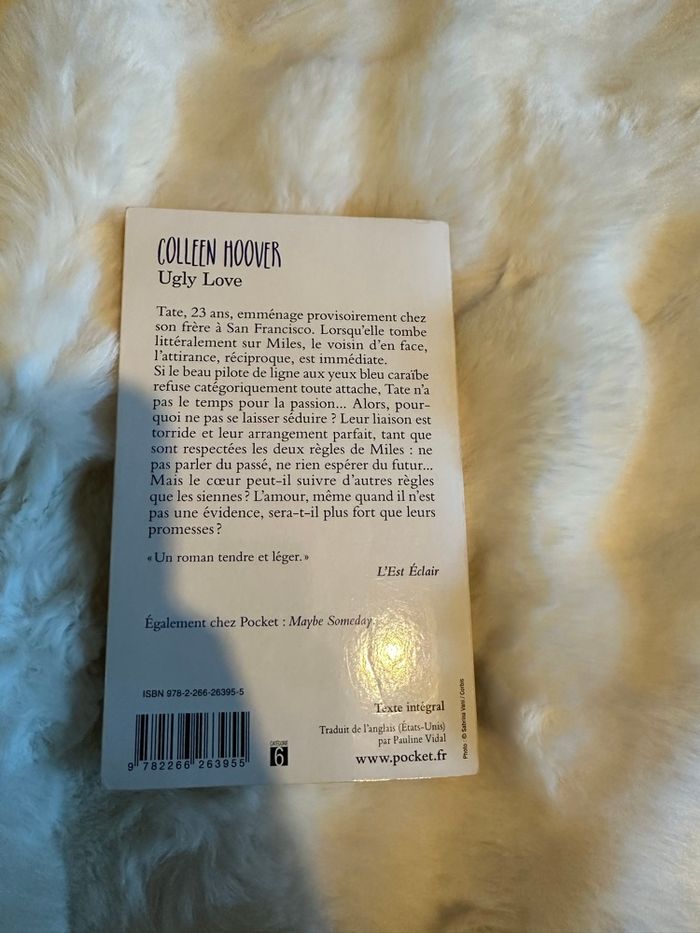 COLLEEN HOOVER
Ugly Love
Tate, 23 ans, emménage provisoirement chez
son frère à San Francisco. Lorsqu'elle tombe
littéralement sur Miles, le voisin d'en face,
l'attirance, réciproque, est immédiate.
Si le beau pilote de ligne aux yeux bleu caraïbe
refuse catégoriquement toute attache, Tate n'a
pas le temps pour la passion... Alors, pour-
quoi ne pas se laisser séduire ? Leur liaison est
torride et leur arrangement parfait, tant que
sont respectées les deux règles de Miles : ne
pas parler du passé, ne rien espérer du futur...
Mais le cœur peut-il suivre d'autres règles
que les siennes ? L'amour, même quand il n'est
pas une évidence, sera-t-il plus fort que leurs
promesses ?
« Un roman tendre et léger. »
L'Est Éclair
Également chez Pocket : Maybe Someday
ISBN 978-2-266-26395-5
9 782266 263955
CATÉGORIE
6
Texte intégral
Traduit de l'anglais (États-Unis)
par Pauline Vidal
www.pocket.fr
Photo : © Sabrina Vani / Corbis